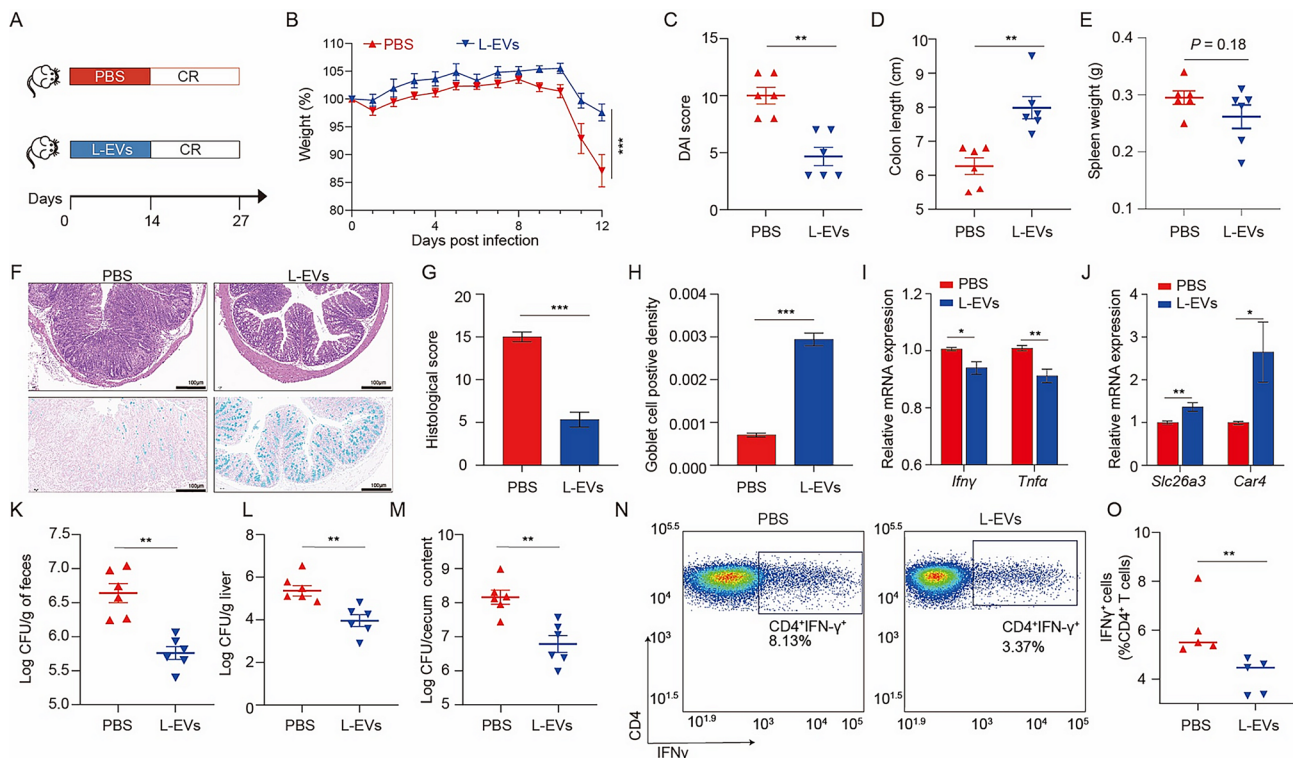 A
PBS CR
L-EVs CR
Days
0 14 27
B
PBS L-EVs
Weight (%)
110
105
100
95
90
85
80
0 4 8 12
Days post infection
***
C
**
DAI score
15
10
5
0
PBS L-EVs
D
**
Colon length (cm)
10
9
8
7
6
5
PBS L-EVs
E
P = 0.18
Spleen weight (g)
0.4
0.3
0.2
0.1
PBS L-EVs
F
PBS L-EVs
100μm 100μm
100μm 100μm
G
***
Histological score
20
15
10
5
0
PBS L-EVs
H
***
Goblet cell postive density
0.004
0.003
0.002
0.001
0.000
PBS L-EVs
I
PBS
L-EVs
* **
Relative mRNA expression
1.2
1.0
0.8
0.6
Ifnγ Tnfα
J
PBS
L-EVs
** *
Relative mRNA expression
5
4
3
2
1
0
Slc26a3 Car4
K
**
Log CFU/g of feces
7.5
7.0
6.5
6.0
5.5
5.0
PBS L-EVs
L
**
Log CFU/g liver
8
6
4
2
0
PBS L-EVs
M
**
Log CFU/cecum content
10
9
8
7
6
5
PBS L-EVs
N
PBS L-EVs
10^5.5 10^5.5
10^4 10^4
10^3 10^3
10^1.5 10^1.5
CD4⁺IFN-γ⁺
8.13%
CD4⁺IFN-γ⁺
3.37%
10^1.9 10^3 10^4 10^5
10^1.9 10^3 10^4 10^5
CD4
IFNγ
O
**
IFNγ⁺ cells
(%CD4⁺ T cells)
10
8
6
4
PBS L-EVs